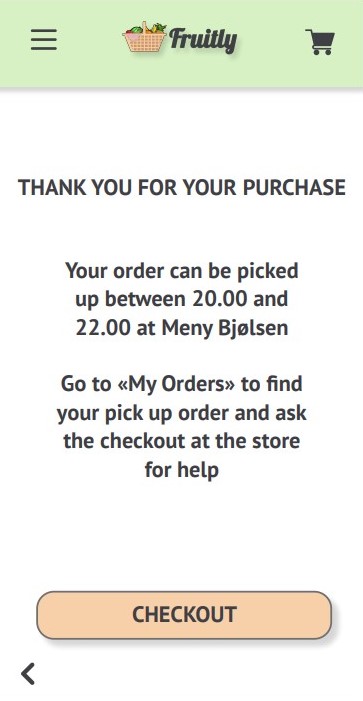 Fruitly
THANK YOU FOR YOUR PURCHASE
Your order can be picked
up between 20.00 and
22.00 at Meny Bjølsen
Go to «My Orders» to find
your pick up order and ask
the checkout at the store
for help
CHECKOUT